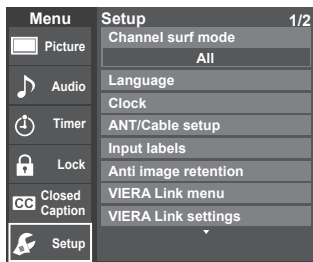 Menu
Picture
Audio
Timer
Lock
CC Closed
Caption
Setup
Setup 1/2
Channel surf mode
All
Language
Clock
ANT/Cable setup
Input labels
Anti image retention
VIERA Link menu
VIERA Link settings